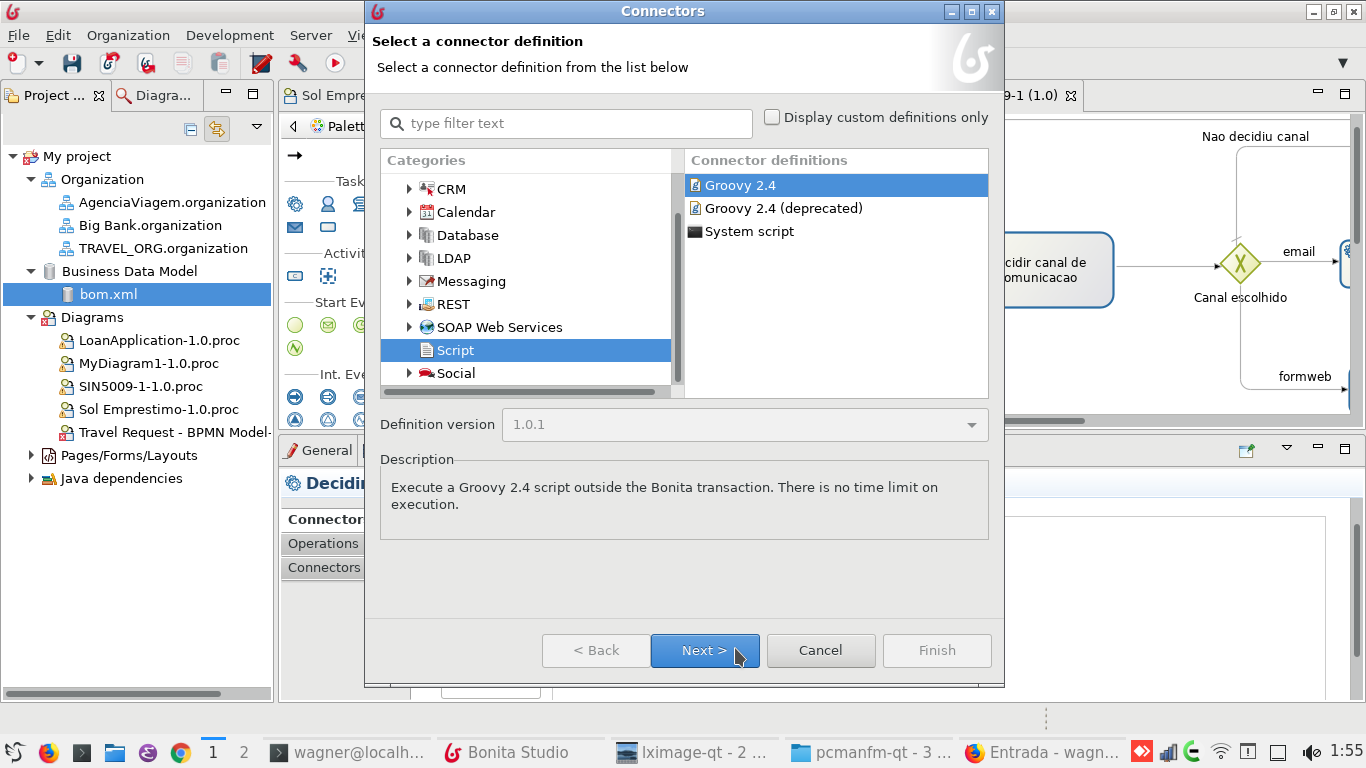 Connectors
File Edit Organization Development Server
Select a connector definition
Select a connector definition from the list below
Project ...
Diagra...
Sol Empre
9-1 (1.0)
type filter text
Display custom definitions only
Palett
Categories
Connector definitions
My project
Organization
AgenciaViagem.organization
Big Bank.organization
TRAVEL_ORG.organization
Business Data Model
bom.xml
Diagrams
LoanApplication-1.0.proc
MyDiagram1-1.0.proc
SIN5009-1-1.0.proc
Sol Emprestimo-1.0.proc
Travel Request - BPMN Model-
Pages/Forms/Layouts
Java dependencies
Task
Activit
Start Ev
Int. Eve
CRM
Calendar
Database
LDAP
Messaging
REST
SOAP Web Services
Script
Social
Groovy 2.4
Groovy 2.4 (deprecated)
System script
Nao decidiu canal
cidir canal de
omunicacao
email
Canal escolhido
formweb
Definition version
1.0.1
Description
Execute a Groovy 2.4 script outside the Bonita transaction. There is no time limit on
execution.
General
Decidin
Connector
Operations
Connectors
< Back
Next >
Cancel
Finish
1
2
wagner@localh...
Bonita Studio
lximage-qt - 2 ...
pcmanfm-qt - 3 ...
Entrada - wagn...
1:55